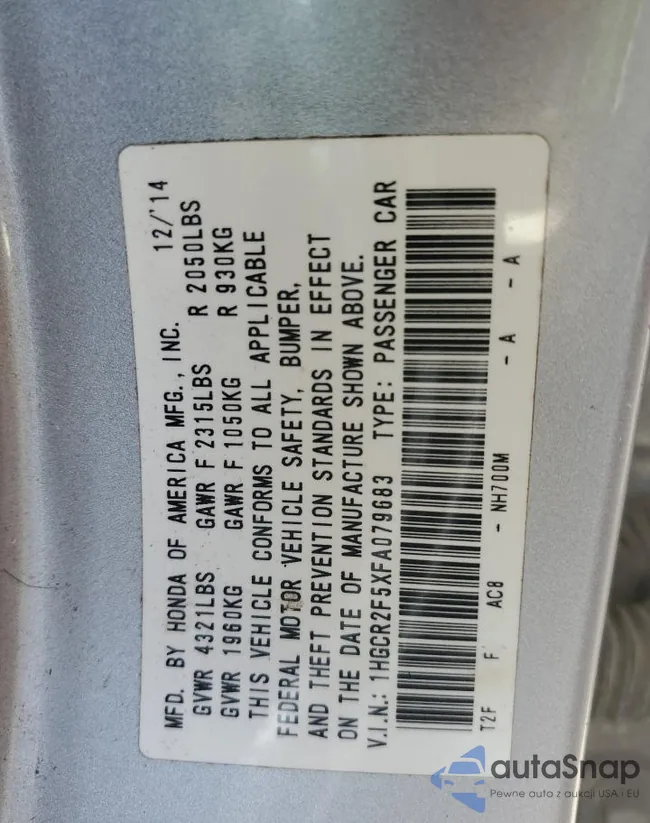 MFD. BY HONDA OF AMERICA MFG., INC. 12/'14
GVWR 4321LBS GAWR F 2315LBS R 2050LBS
GVWR 1960KG GAWR F 1050KG R 930KG
THIS VEHICLE CONFORMS TO ALL APPLICABLE
FEDERAL MOTOR VEHICLE SAFETY, BUMPER,
AND THEFT PREVENTION STANDARDS IN EFFECT
ON THE DATE OF MANUFACTURE SHOWN ABOVE.
V.I.N.: 1HGCR2F5XFA079683 TYPE: PASSENGER CAR
T2F F AC8 - NH700M - A - A
autaSnap
Pewne auta z aukcji USA i EU